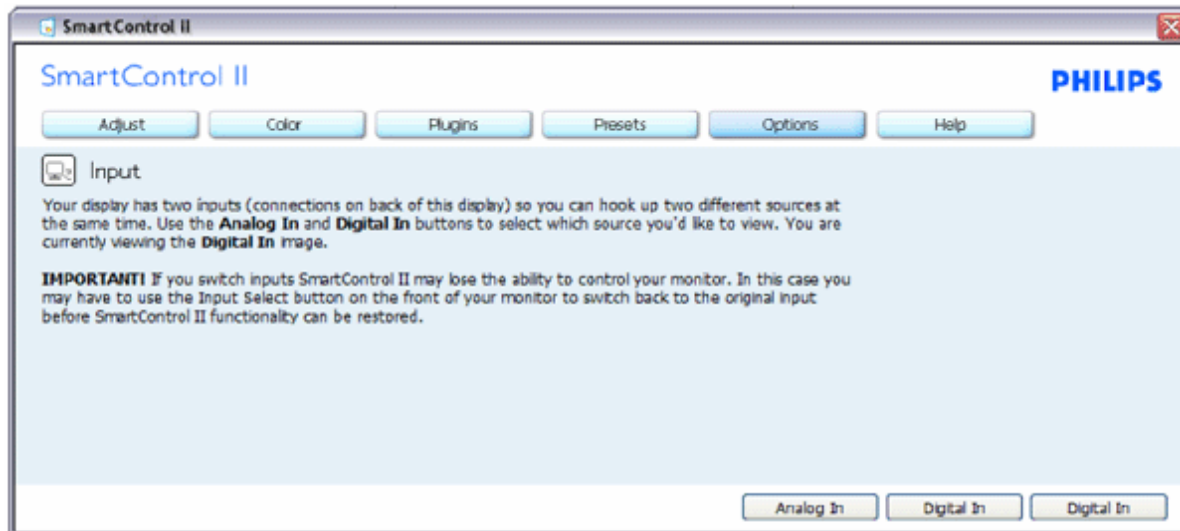 SmartControl II
SmartControl II
PHILIPS
Adjust Color Plugins Presets Options Help
Input
Your display has two inputs (connections on back of this display) so you can hook up two different sources at
the same time. Use the Analog In and Digital In buttons to select which source you'd like to view. You are
currently viewing the Digital In image.
IMPORTANT! If you switch inputs SmartControl II may lose the ability to control your monitor. In this case you
may have to use the Input Select button on the front of your monitor to switch back to the original input
before SmartControl II functionality can be restored.
Analog In Digital In Digital In